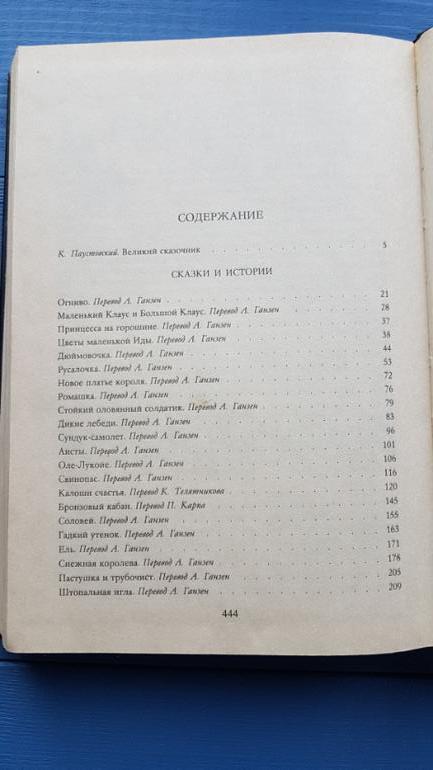 СОДЕРЖАНИЕ
К. Паустовский. Великий сказочник . . . . . . . . . . . . 5
СКАЗКИ И ИСТОРИИ
Огниво. Перевод А. Ганзен . . . . . . . . . . . . 21
Маленький Клаус и Большой Клаус. Перевод А. Ганзен . . . . . . 28
Принцесса на горошине. Перевод А. Ганзен . . . . . . . . . 37
Цветы маленькой Иды. Перевод А. Ганзен . . . . . . . . . 38
Дюймовочка. Перевод А. Ганзен . . . . . . . . . . . 44
Русалочка. Перевод А. Ганзен . . . . . . . . . . . 53
Новое платье короля. Перевод А. Ганзен . . . . . . . . . 72
Ромашка. Перевод А. Ганзен . . . . . . . . . . . 76
Стойкий оловянный солдатик. Перевод А. Ганзен . . . . . . . 79
Дикие лебеди. Перевод А. Ганзен . . . . . . . . . . 83
Сундук-самолет. Перевод А. Ганзен . . . . . . . . . . 96
Аисты. Перевод А. Ганзен . . . . . . . . . . . . 101
Оле-Лукойе. Перевод А. Ганзен . . . . . . . . . . . 106
Свинопас. Перевод А. Ганзен . . . . . . . . . . . 116
Калоши счастья. Перевод К. Телятникова . . . . . . . . . 120
Бронзовый кабан. Перевод П. Карпа . . . . . . . . . . 145
Соловей. Перевод А. Ганзен . . . . . . . . . . . 155
Гадкий утенок. Перевод А. Ганзен . . . . . . . . . . 163
Ель. Перевод А. Ганзен . . . . . . . . . . . . 171
Снежная королева. Перевод А. Ганзен . . . . . . . . . 178
Пастушка и трубочист. Перевод А. Ганзен . . . . . . . . 205
Штопальная игла. Перевод А. Ганзен . . . . . . . . . . 209
444